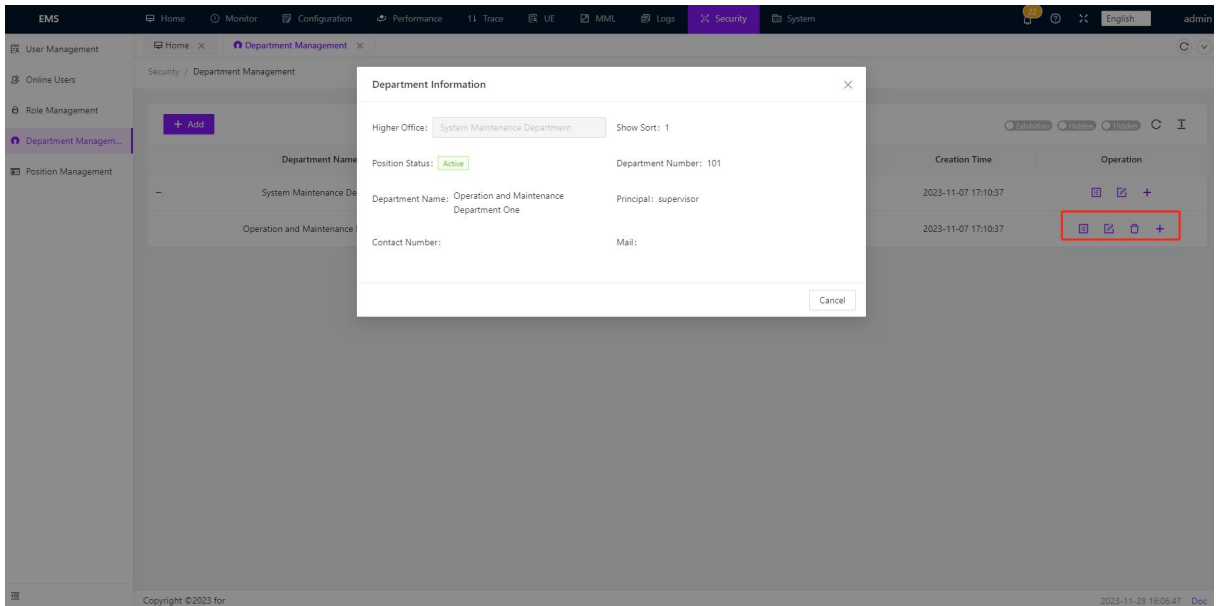 EMS Home Monitor Configuration Performance Trace UE MML Logs Security System 22 English admin
User Management
Home Department Management
Online Users
Security / Department Management
Role Management
Department Managem...
Position Management
+ Add
Exhibition Hidden Hidden
Department Name Creation Time Operation
System Maintenance De 2023-11-07 17:10:37
Operation and Maintenance 2023-11-07 17:10:37
Department Information
Higher Office: System Maintenance Department Show Sort: 1
Position Status: Active Department Number: 101
Department Name: Operation and Maintenance Principal: supervisor
Department One
Contact Number: Mail:
Cancel
Copyright ©2023 for 2023-11-28 16:06:47 Doc